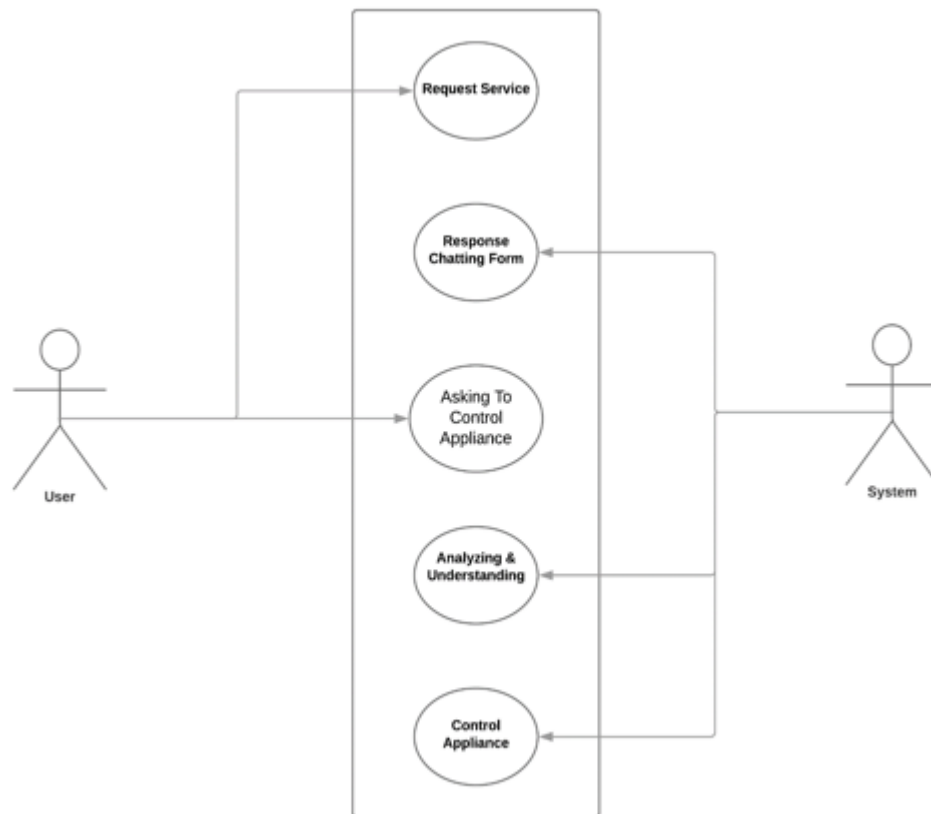 Request Service
Response
Chatting Form
Asking To
Control
Appliance
User
System
Analyzing &
Understanding
Control
Appliance